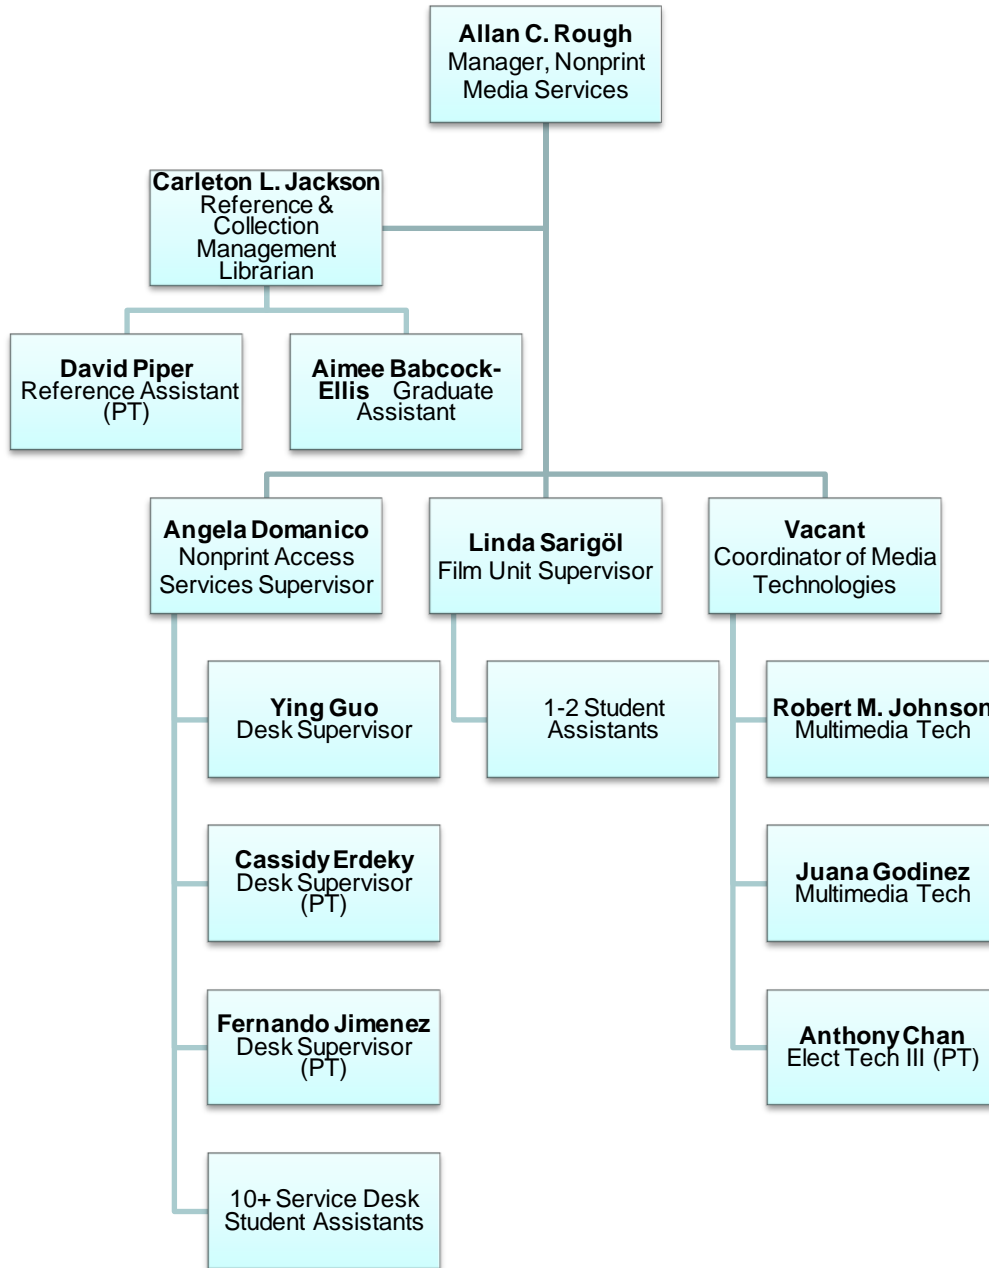 Allan C. Rough
Manager, Nonprint
Media Services
Carleton L. Jackson
Reference &
Collection
Management
Librarian
David Piper
Reference Assistant
(PT)
Aimee Babcock-
Ellis Graduate
Assistant
Angela Domanico
Nonprint Access
Services Supervisor
Linda Sarigöl
Film Unit Supervisor
Vacant
Coordinator of Media
Technologies
Ying Guo
Desk Supervisor
Cassidy Erdeky
Desk Supervisor
(PT)
Fernando Jimenez
Desk Supervisor
(PT)
10+ Service Desk
Student Assistants
1-2 Student
Assistants
Robert M. Johnson
Multimedia Tech
Juana Godinez
Multimedia Tech
Anthony Chan
Elect Tech III (PT)